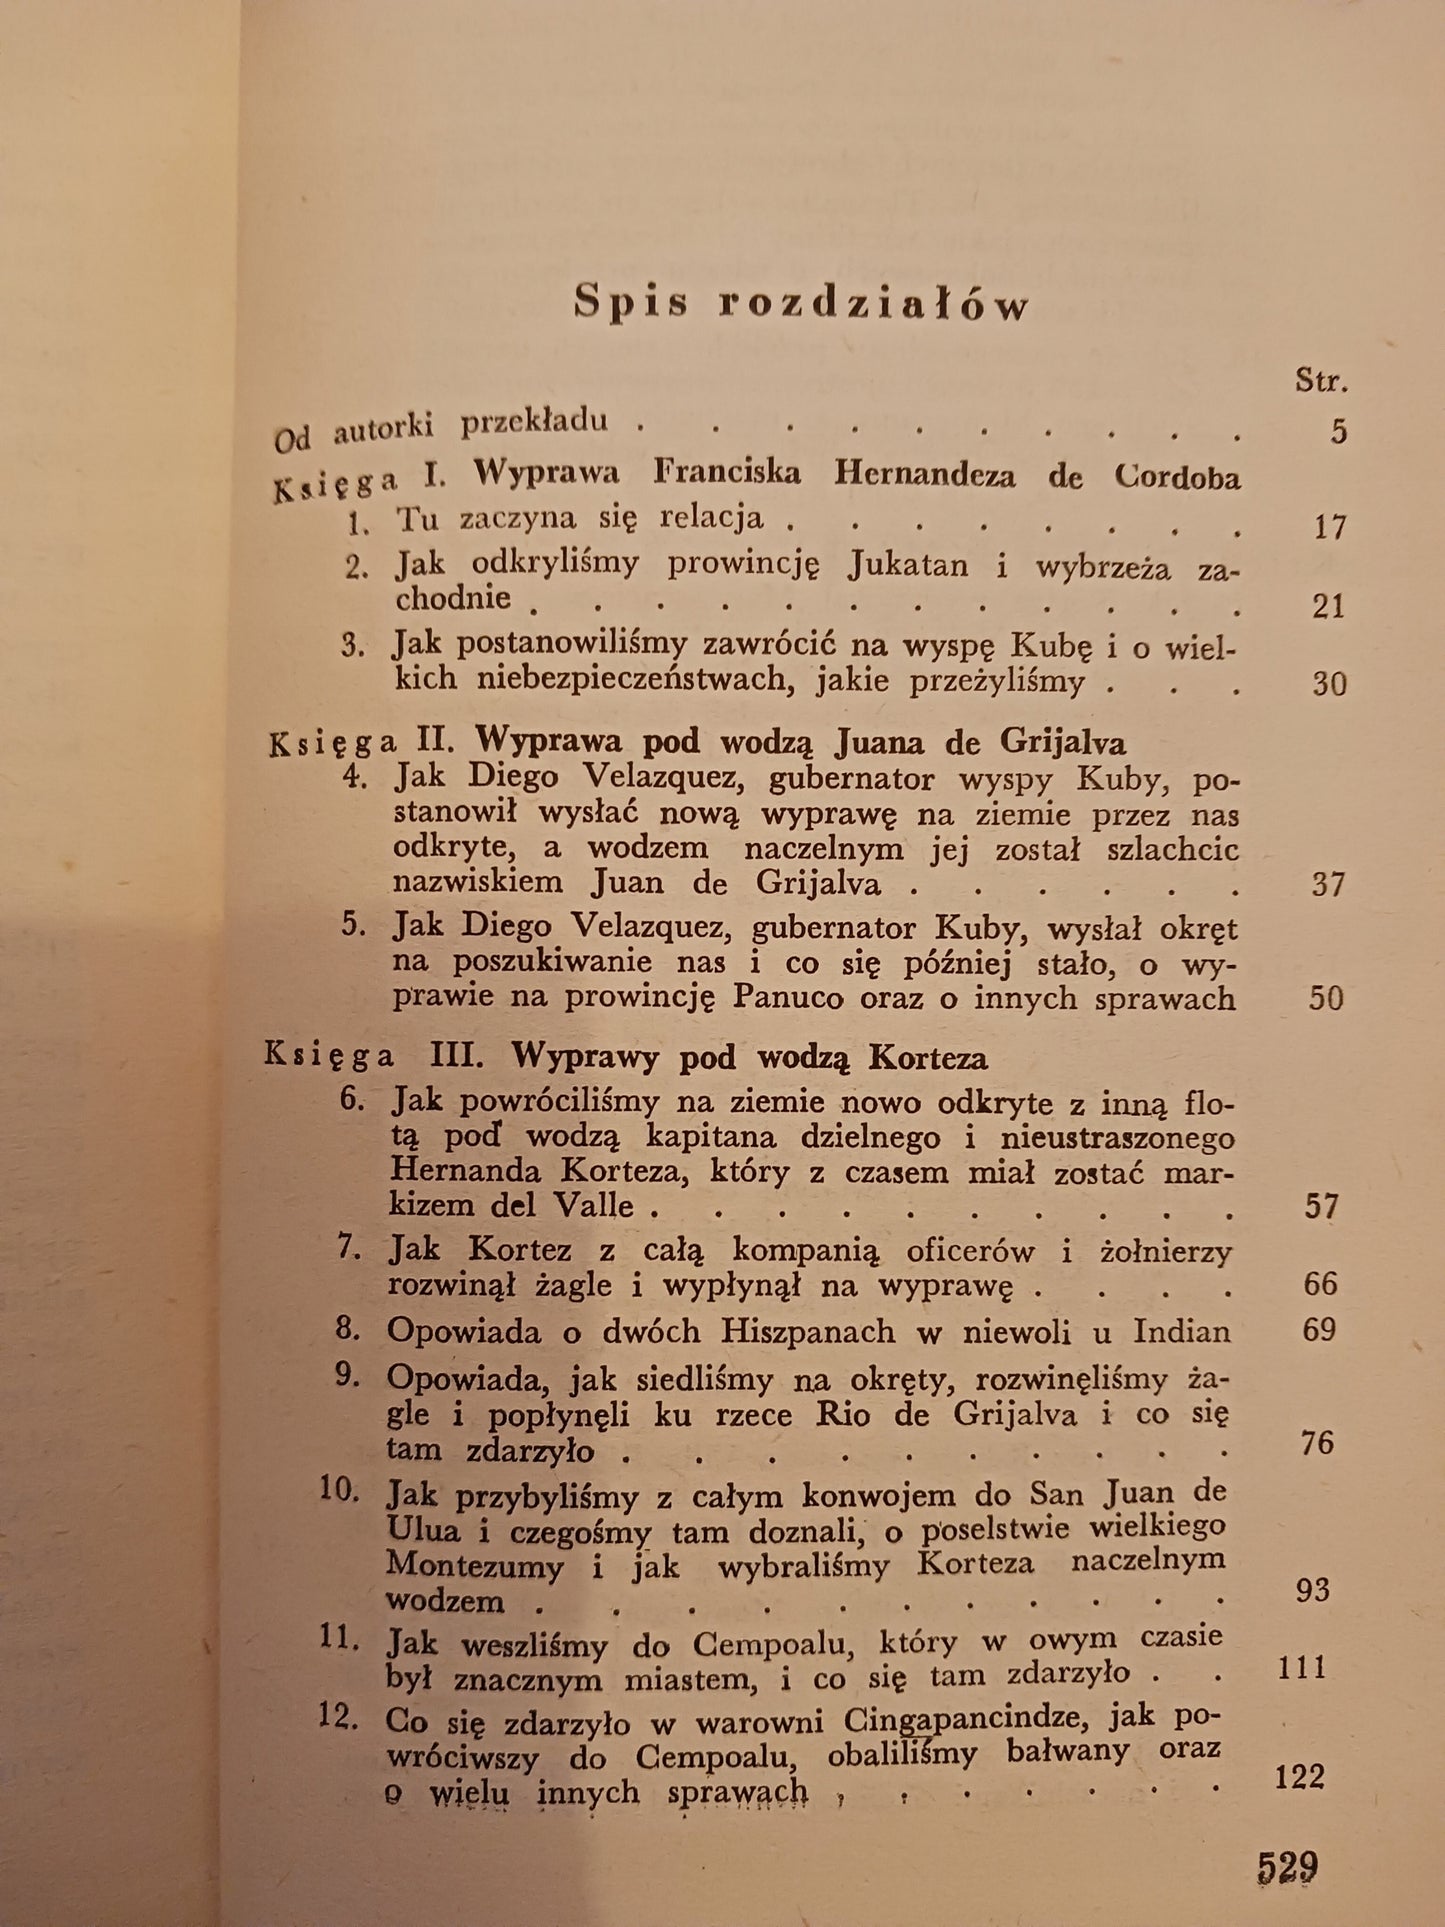 Spis rozdziałów
Str.
Od autorki przekładu . . . . . . . . . . 5
Księga I. Wyprawa Franciska Hernandeza de Cordoba
1. Tu zaczyna się relacja . . . . . . . . 17
2. Jak odkryliśmy prowincję Jukatan i wybrzeża za-
chodnie . . . . . . . . . . . . 21
3. Jak postanowiliśmy zawrócić na wyspę Kubę i o wiel-
kich niebezpieczeństwach, jakie przeżyliśmy . . . 30
Księga II. Wyprawa pod wodzą Juana de Grijalva
4. Jak Diego Velazquez, gubernator wyspy Kuby, po-
stanowił wysłać nową wyprawę na ziemie przez nas
odkryte, a wodzem naczelnym jej został szlachcic
nazwiskiem Juan de Grijalva . . . . . . 37
5. Jak Diego Velazquez, gubernator Kuby, wysłał okręt
na poszukiwanie nas i co się później stało, o wy-
prawie na prowincję Panuco oraz o innych sprawach 50
Księga III. Wyprawy pod wodzą Korteza
6. Jak powróciliśmy na ziemie nowo odkryte z inną flo-
tą pod wodzą kapitana dzielnego i nieustraszonego
Hernanda Korteza, który z czasem miał zostać mar-
kizem del Valle . . . . . . . . . . 57
7. Jak Kortez z całą kompanią oficerów i żołnierzy
rozwinął żagle i wypłynął na wyprawę . . . . 66
8. Opowiada o dwóch Hiszpanach w niewoli u Indian 69
9. Opowiada, jak siedliśmy na okręty, rozwinęliśmy ża-
gle i popłynęli ku rzece Rio de Grijalva i co się
tam zdarzyło . . . . . . . . . . 76
10. Jak przybyliśmy z całym konwojem do San Juan de
Ulua i czegośmy tam doznali, o poselstwie wielkiego
Montezumy i jak wybraliśmy Korteza naczelnym
wodzem . . . . . . . . . . . 93
11. Jak weszliśmy do Cempoalu, który w owym czasie
był znacznym miastem, i co się tam zdarzyło . . 111
12. Co się zdarzyło w warowni Cingapancindze, jak po-
wróciwszy do Cempoalu, obaliliśmy bałwany oraz
o wielu innych sprawach . . . . . . . 122
529